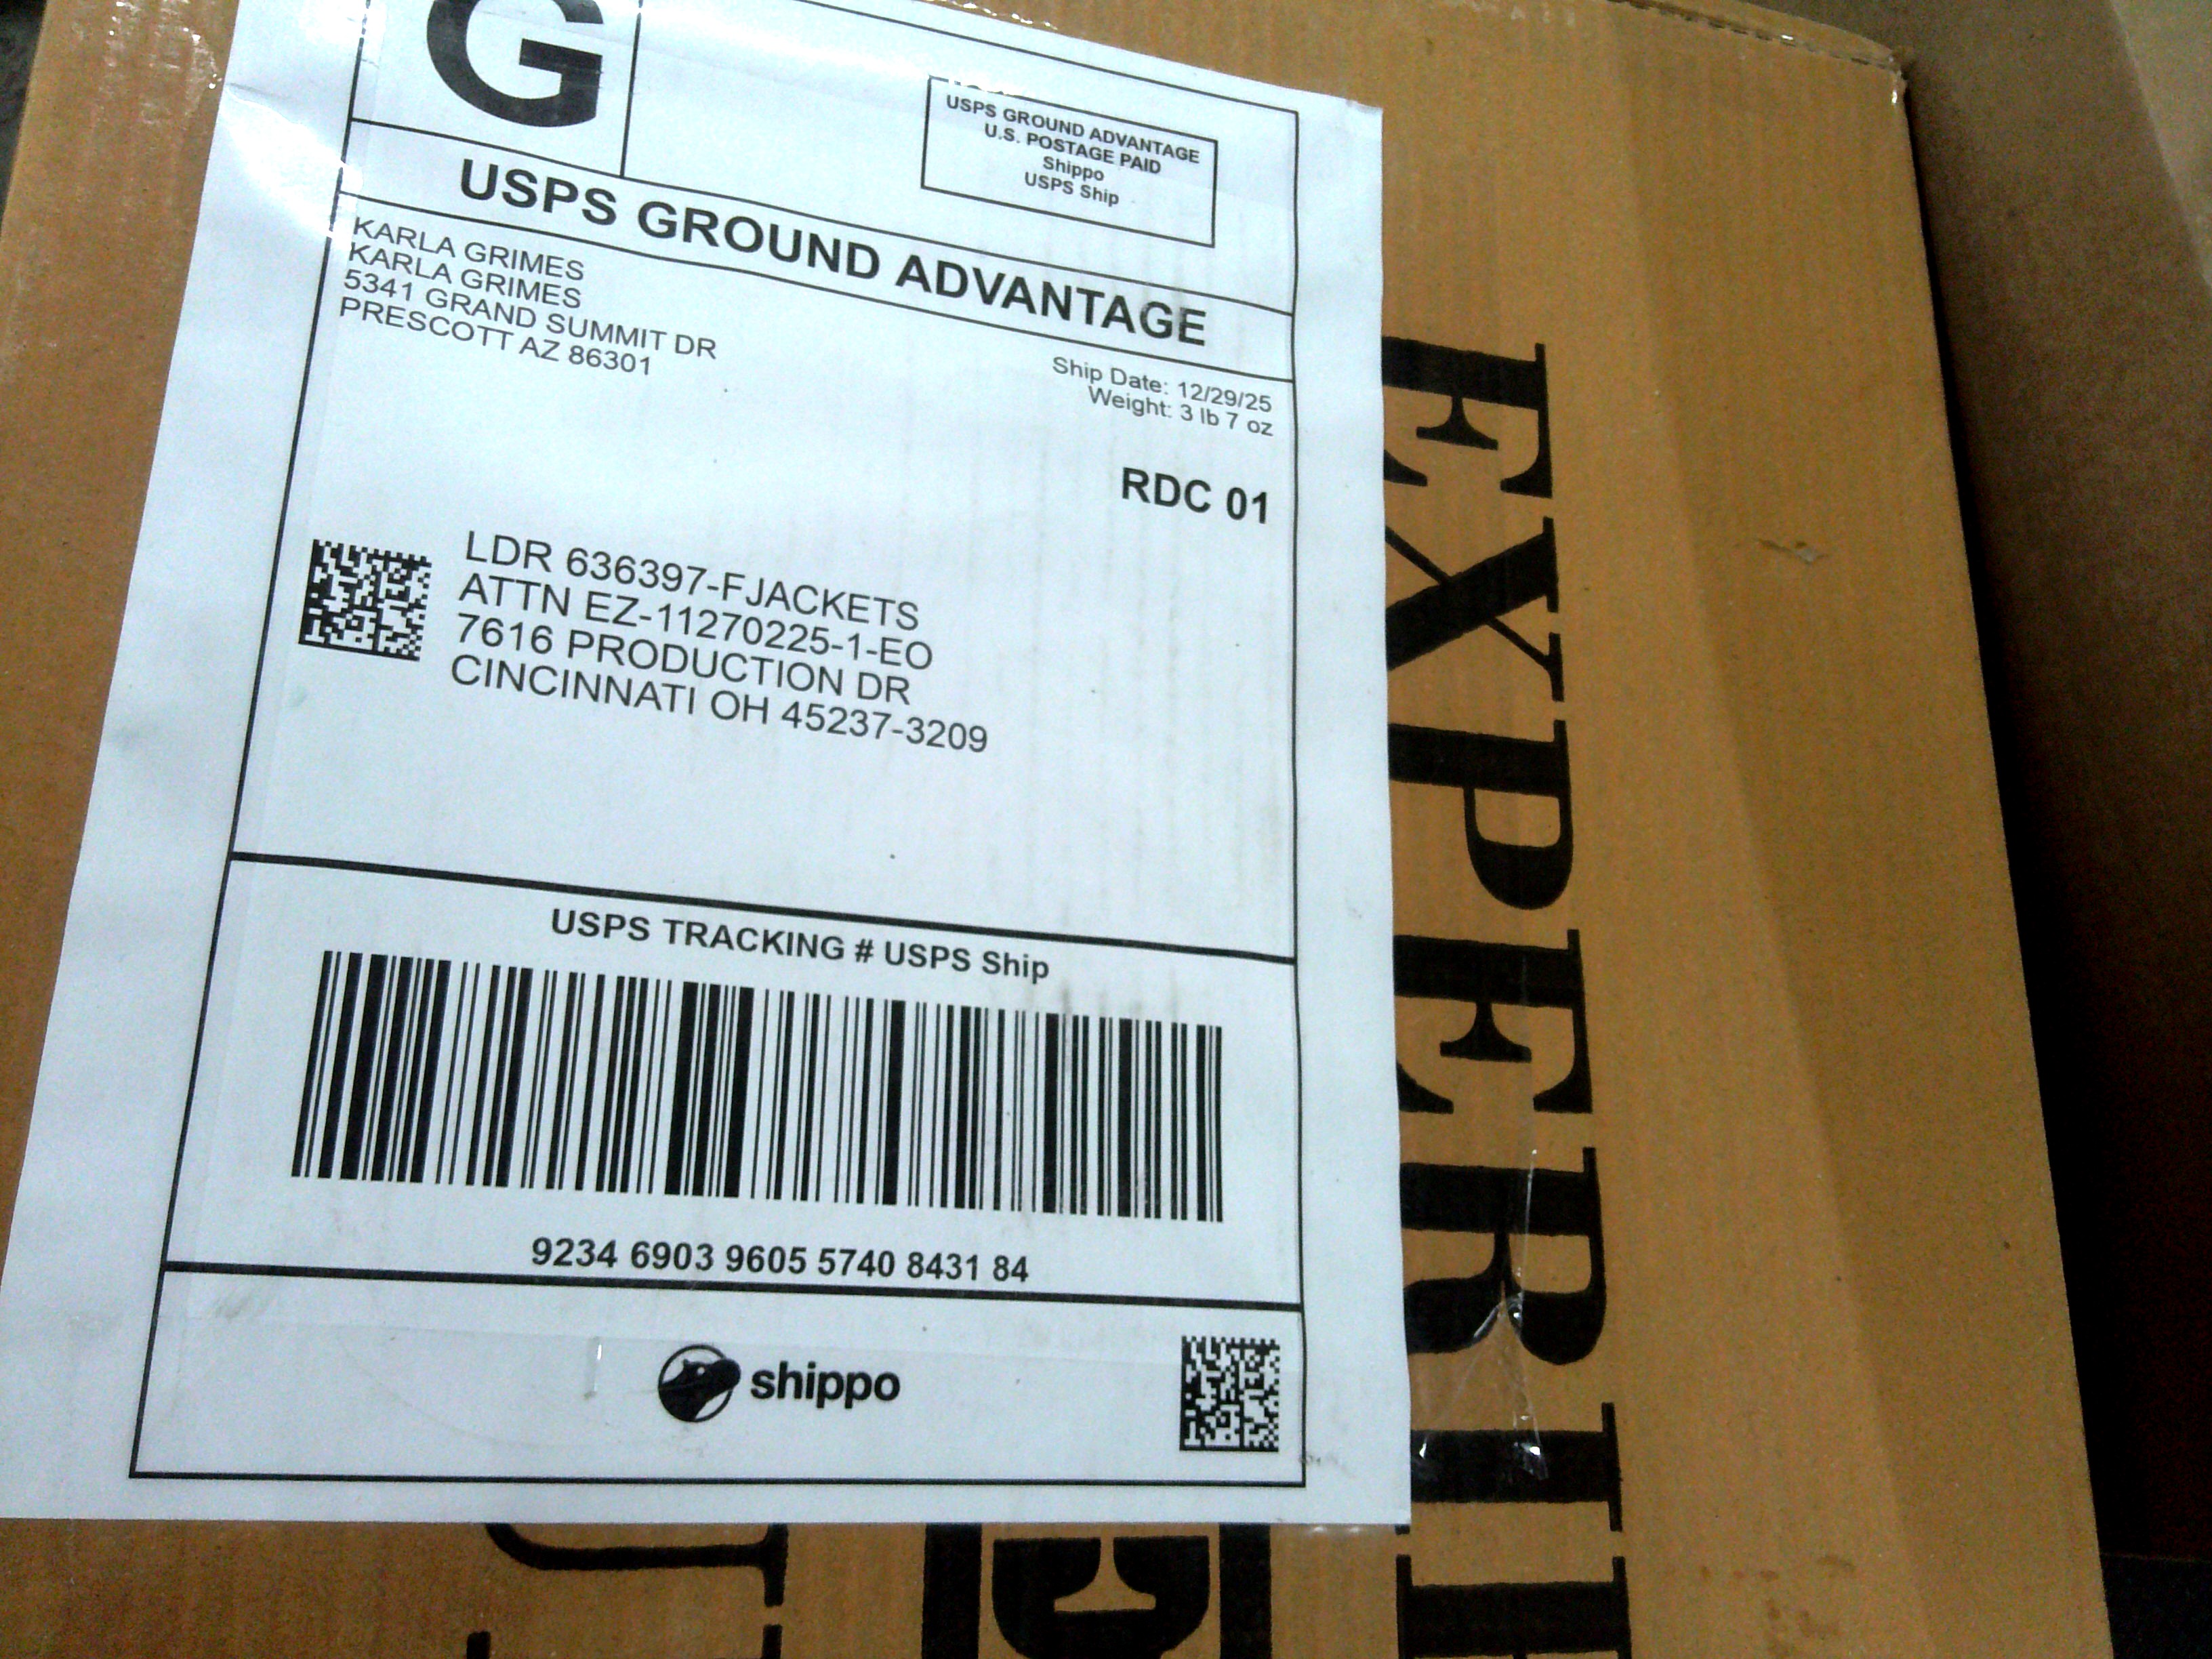 G
USPS GROUND ADVANTAGE
U.S. POSTAGE PAID
Shippo
USPS Ship
USPS GROUND ADVANTAGE
KARLA GRIMES
KARLA GRIMES
5341 GRAND SUMMIT DR
PRESCOTT AZ 86301
Ship Date: 12/29/25
Weight: 3 lb 7 oz
RDC 01
LDR 636397-FJACKETS
ATTN EZ-11270225-1-EO
7616 PRODUCTION DR
CINCINNATI OH 45237-3209
USPS TRACKING # USPS Ship
9234 6903 9605 5740 8431 84
shippo